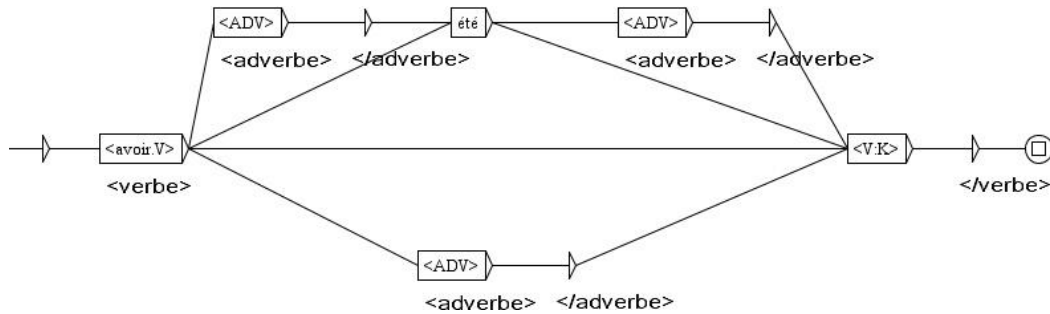 <ADV> été <ADV>
<adverbe> </adverbe> <adverbe> </adverbe>
<avoir.V> <V:K>
<verbe> </verbe>
<ADV>
<adverbe> </adverbe>